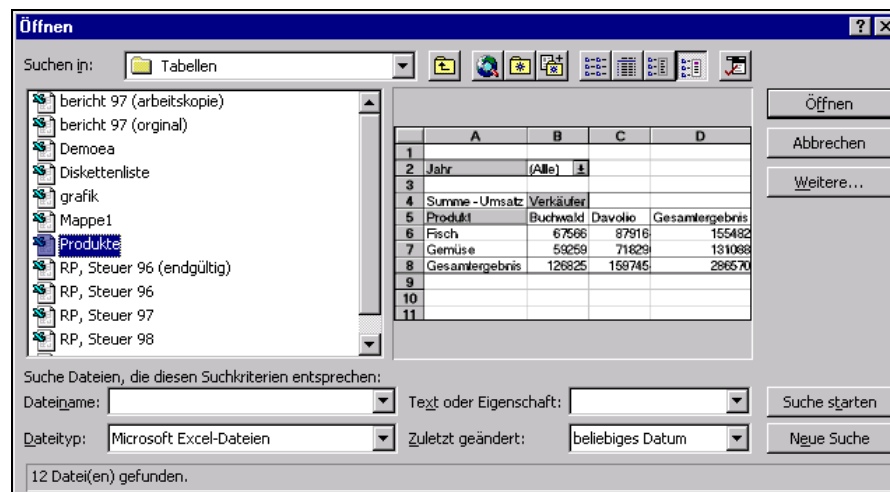 Öffnen
Suchen in: Tabellen
bericht 97 (arbeitskopie)
bericht 97 (orginal)
Demoea
Diskettenliste
grafik
Mappe1
Produkte
RP, Steuer 96 (endgültig)
RP, Steuer 96
RP, Steuer 97
RP, Steuer 98
A B C D
1
2 Jahr (Alle)
3
4 Summe - Umsatz Verkäufer
5 Produkt Buchwald Davolio Gesamtergebnis
6 Fisch 67566 87916 155482
7 Gemüse 59259 71829 131088
8 Gesamtergebnis 126825 159745 286570
9
10
11
Öffnen
Abbrechen
Weitere...
Suche Dateien, die diesen Suchkriterien entsprechen:
Dateiname: Text oder Eigenschaft: Suche starten
Dateityp: Microsoft Excel-Dateien Zuletzt geändert: beliebiges Datum Neue Suche
12 Datei(en) gefunden.